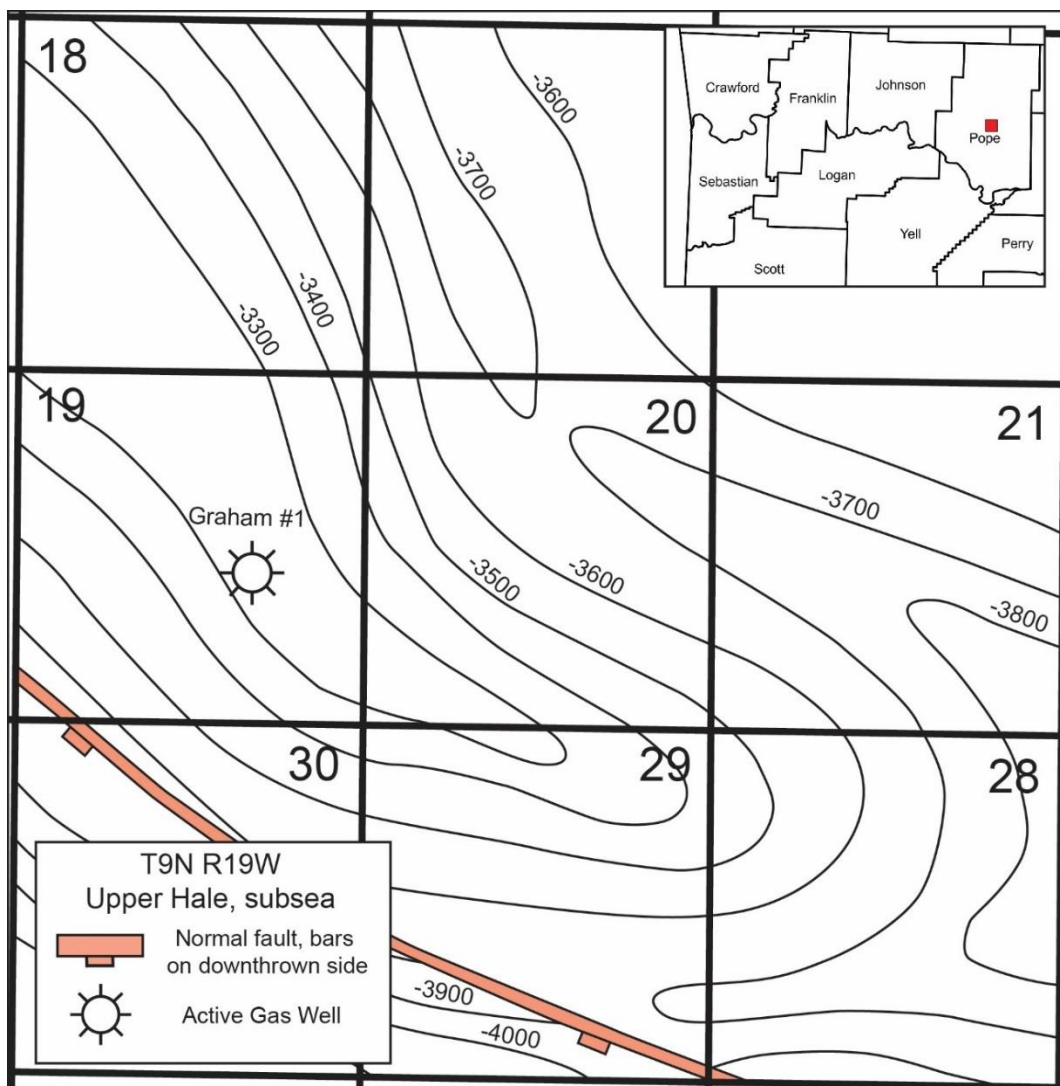 18
-3600
-3700
-3400
-3300
Crawford
Franklin
Johnson
Pope
Sebastian
Logan
Yell
Perry
Scott
19
20
21
Graham #1
-3700
-3600
-3500
-3800
30
29
28
T9N R19W
Upper Hale, subsea
Normal fault, bars
on downthrown side
Active Gas Well
-3900
-4000